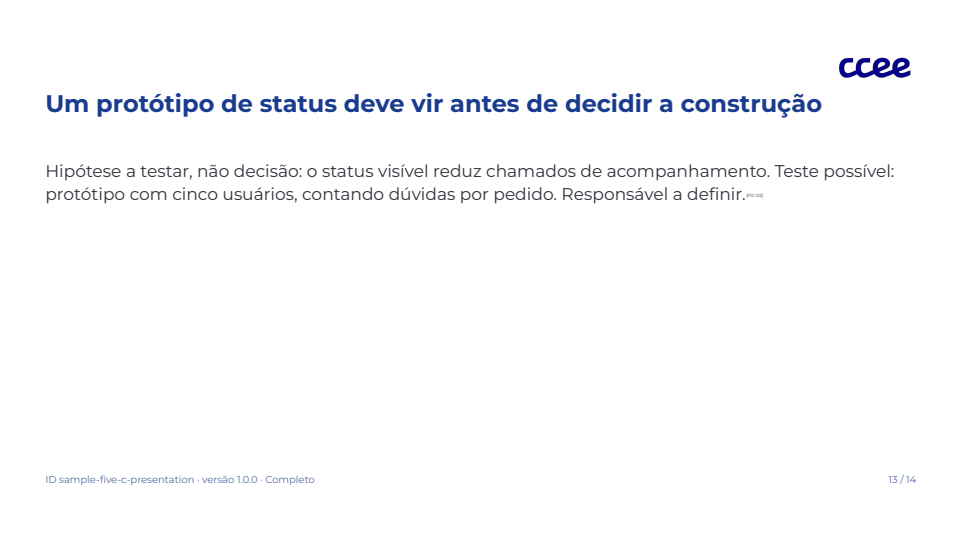 ccee
Um protótipo de status deve vir antes de decidir a construção
Hipótese a testar, não decisão: o status visível reduz chamados de acompanhamento. Teste possível:
protótipo com cinco usuários, contando dúvidas por pedido. Responsável a definir.
ID sample-five-c-presentation · versão 1.0.0 · Completo
13 / 14